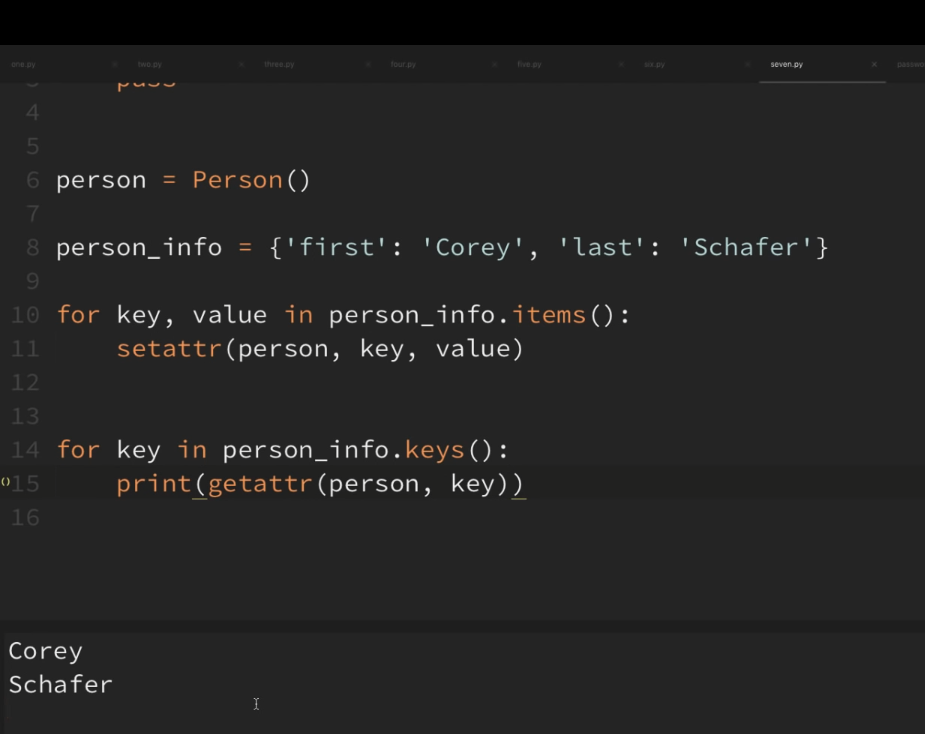 one.py two.py three.py four.py five.py six.py seven.py
pass
4
5
6 person = Person()
7
8 person_info = {'first': 'Corey', 'last': 'Schafer'}
9
10 for key, value in person_info.items():
11     setattr(person, key, value)
12
13
14 for key in person_info.keys():
15     print(getattr(person, key))
16
Corey
Schafer